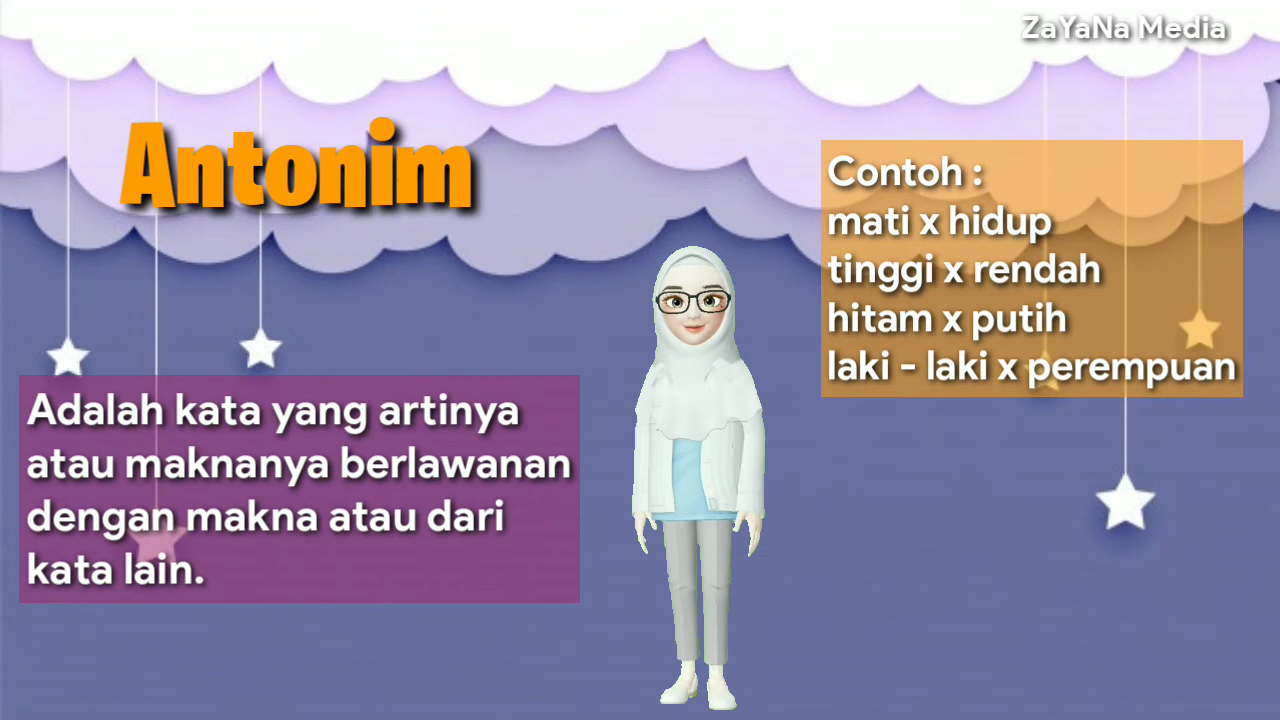 ZaYaNa Media
Antonim
Adalah kata yang artinya
atau maknanya berlawanan
dengan makna atau dari
kata lain.
Contoh :
mati x hidup
tinggi x rendah
hitam x putih
laki - laki x perempuan